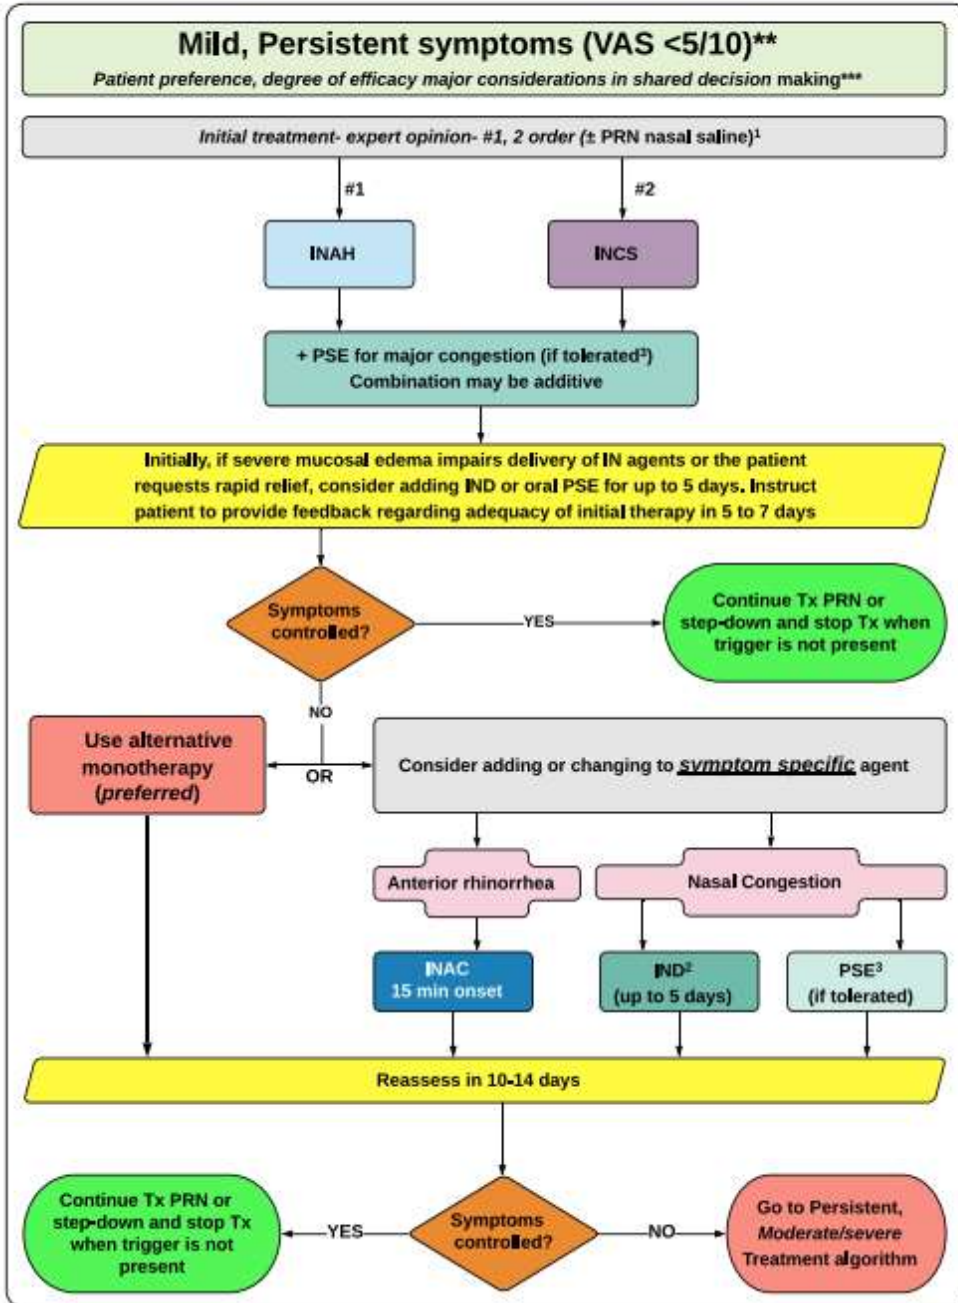 Mild, Persistent symptoms (VAS <5/10)**
Patient preference, degree of efficacy major considerations in shared decision making***
Initial treatment- expert opinion- #1, 2 order (± PRN nasal saline)¹
#1
#2
INAH
INCS
+ PSE for major congestion (if tolerated³)
Combination may be additive
Initially, if severe mucosal edema impairs delivery of IN agents or the patient
requests rapid relief, consider adding IND or oral PSE for up to 5 days. Instruct
patient to provide feedback regarding adequacy of initial therapy in 5 to 7 days
Symptoms
controlled?
YES
Continue Tx PRN or
step-down and stop Tx when
trigger is not present
NO
Use alternative
monotherapy
(preferred)
OR
Consider adding or changing to symptom specific agent
Anterior rhinorrhea
Nasal Congestion
INAC
15 min onset
IND²
(up to 5 days)
PSE³
(if tolerated)
Reassess in 10-14 days
Continue Tx PRN or
step-down and stop Tx
when trigger is not
present
YES
Symptoms
controlled?
NO
Go to Persistent,
Moderate/severe
Treatment algorithm